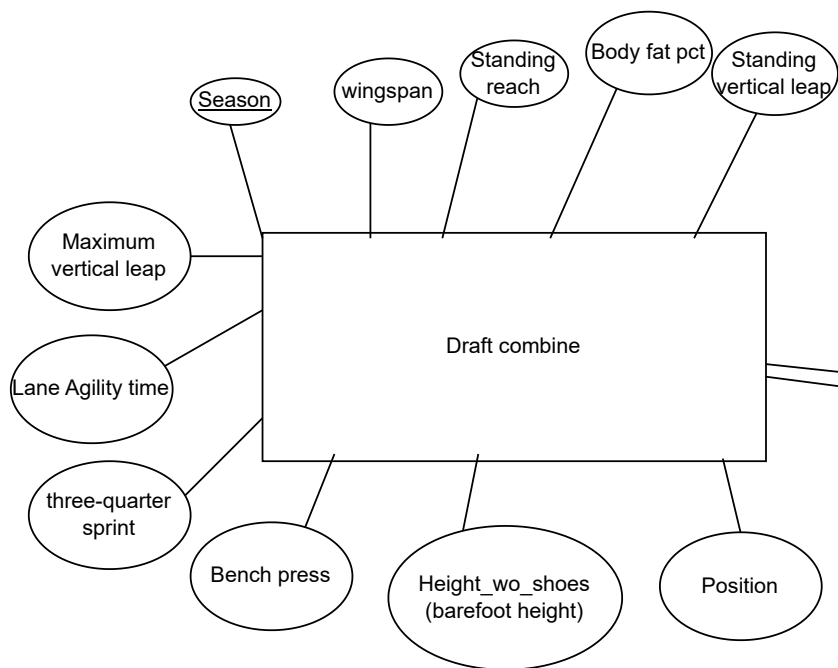 Season
wingspan
Standing
reach
Body fat pct
Standing
vertical leap
Maximum
vertical leap
Draft combine
Lane Agility time
three-quarter
sprint
Bench press
Height_wo_shoes
(barefoot height)
Position